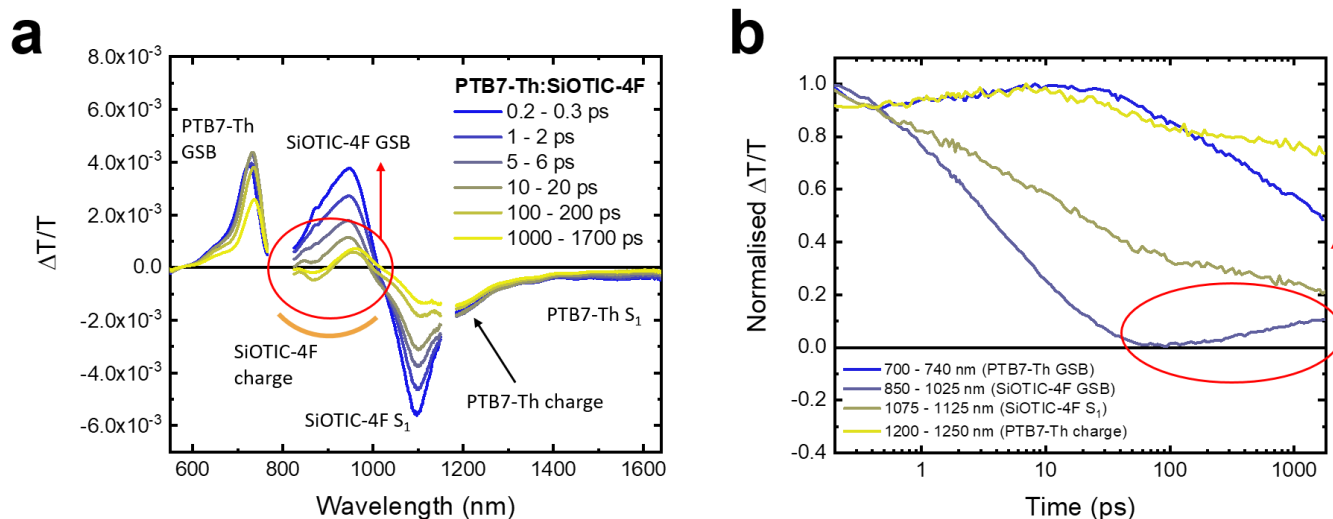 a
8.0x10⁻³
6.0x10⁻³
4.0x10⁻³
2.0x10⁻³
0.0
-2.0x10⁻³
-4.0x10⁻³
-6.0x10⁻³
ΔT/T
600
800
1000
1200
1400
1600
Wavelength (nm)
PTB7-Th
GSB
SiOTIC-4F GSB
PTB7-Th:SiOTIC-4F
0.2 - 0.3 ps
1 - 2 ps
5 - 6 ps
10 - 20 ps
100 - 200 ps
1000 - 1700 ps
SiOTIC-4F
charge
SiOTIC-4F S₁
PTB7-Th charge
PTB7-Th S₁
b
1.0
0.8
0.6
0.4
0.2
0.0
-0.2
-0.4
Normalised ΔT/T
700 - 740 nm (PTB7-Th GSB)
850 - 1025 nm (SiOTIC-4F GSB)
1075 - 1125 nm (SiOTIC-4F S₁)
1200 - 1250 nm (PTB7-Th charge)
1
10
100
1000
Time (ps)